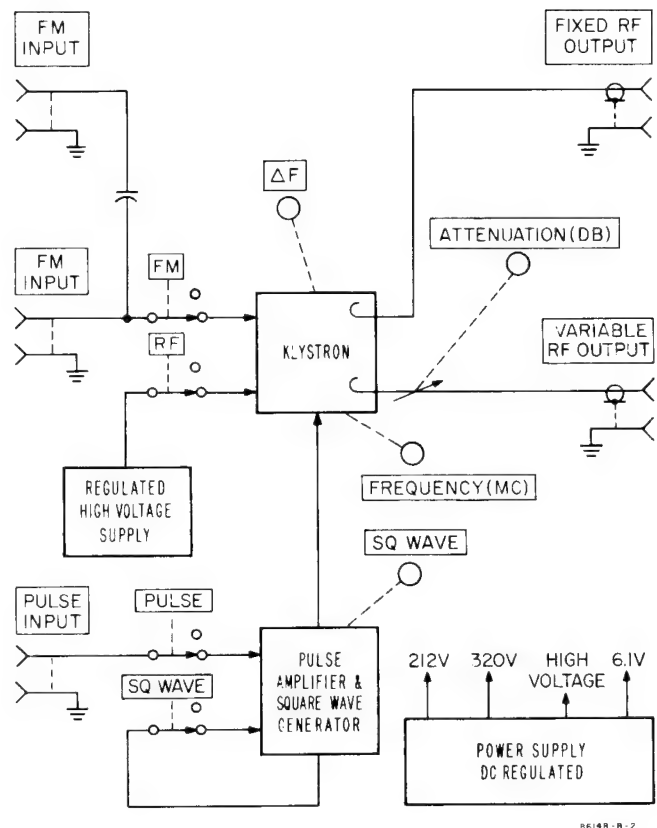 FM
INPUT
FIXED RF
OUTPUT
ΔF
ATTENUATION(DB)
FM
INPUT
FM
RF
KLYSTRON
VARIABLE
RF OUTPUT
REGULATED
HIGH VOLTAGE
SUPPLY
FREQUENCY(MC)
SQ WAVE
PULSE
INPUT
PULSE
SQ WAVE
PULSE
AMPLIFIER &
SQUARE WAVE
GENERATOR
212V
320V
HIGH
VOLTAGE
6.1V
POWER SUPPLY
DC REGULATED
8614B-B-2